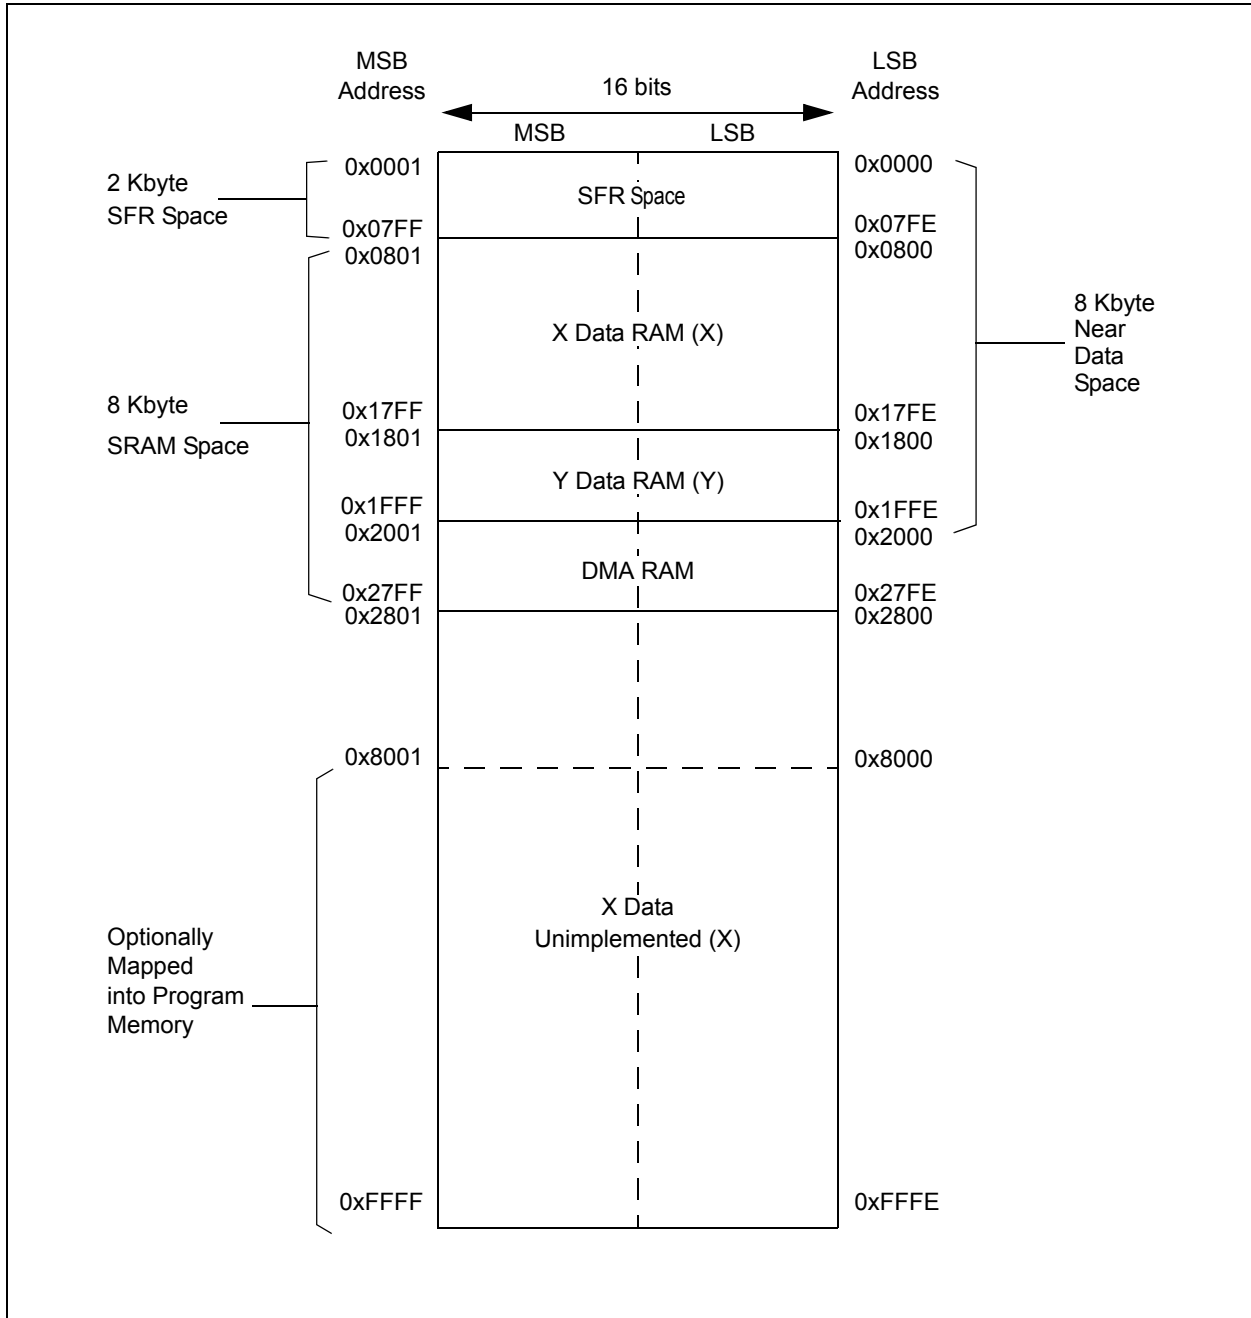 MSB
Address
LSB
Address
16 bits
MSB
LSB
0x0001
0x0000
2 Kbyte
SFR Space
SFR Space
0x07FF
0x07FE
0x0801
0x0800
8 Kbyte
Near
Data
Space
X Data RAM (X)
8 Kbyte
SRAM Space
0x17FF
0x17FE
0x1801
0x1800
Y Data RAM (Y)
0x1FFF
0x1FFE
0x2001
0x2000
DMA RAM
0x27FF
0x27FE
0x2801
0x2800
0x8001
0x8000
X Data
Unimplemented (X)
Optionally
Mapped
into Program
Memory
0xFFFF
0xFFFE